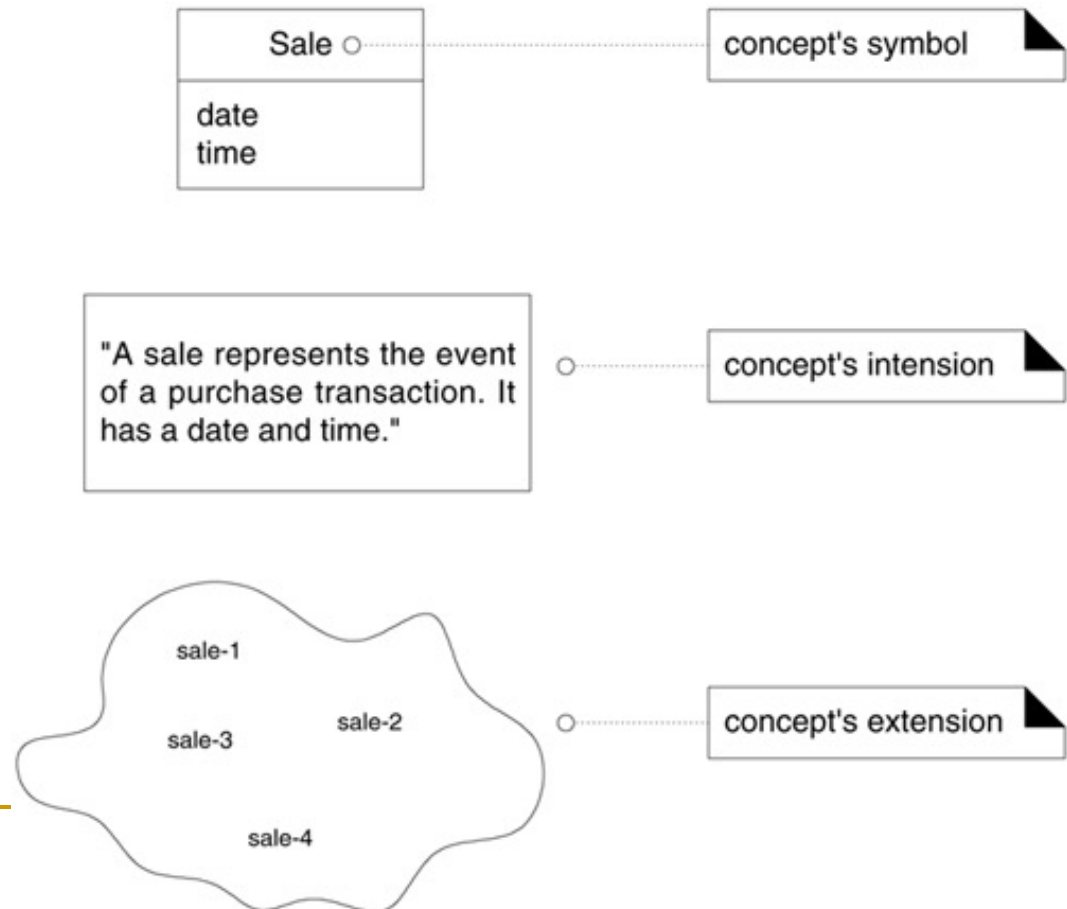 Sale
concept's symbol
date
time
"A sale represents the event
of a purchase transaction. It
has a date and time."
concept's intension
sale-1
sale-2
sale-3
concept's extension
sale-4